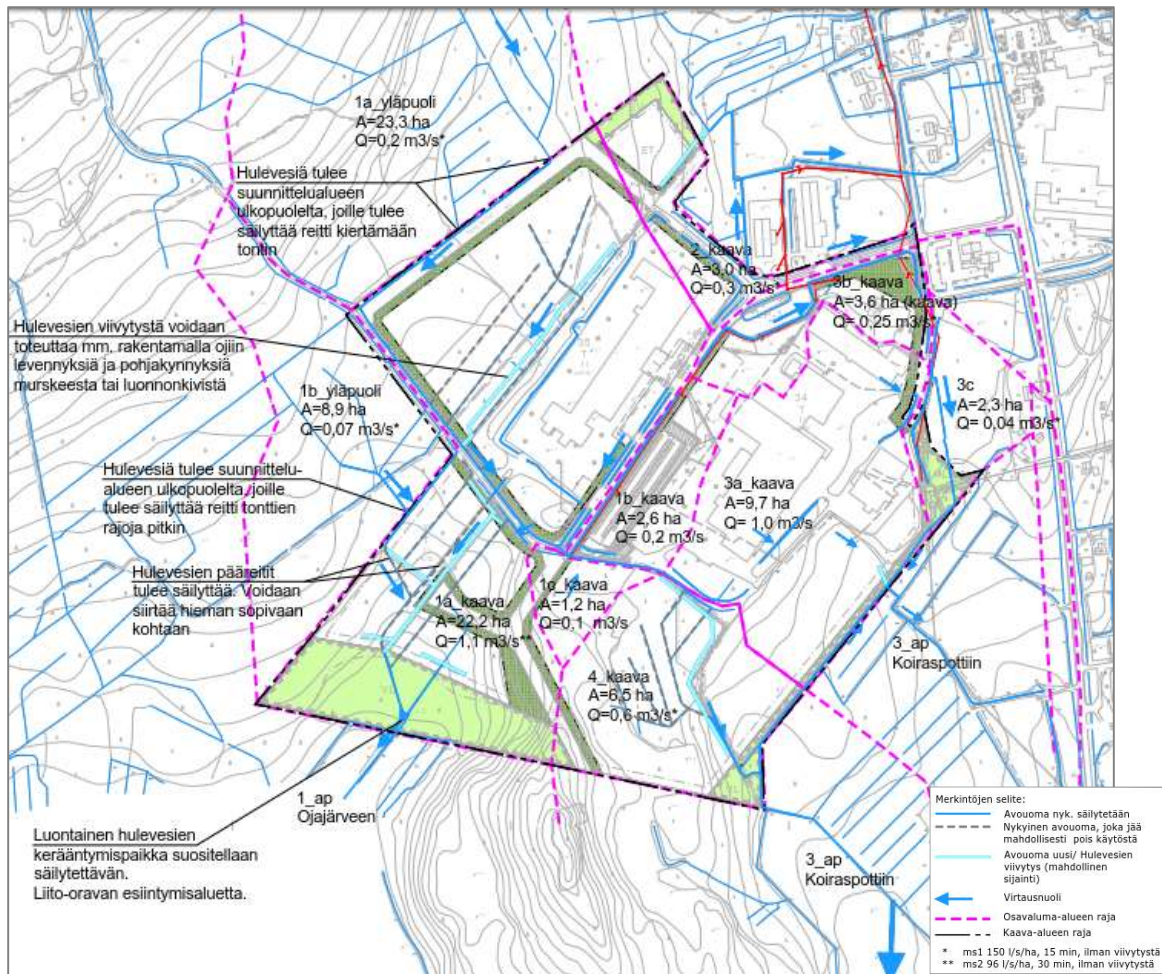 1a_yläpuoli
A=23,3 ha
Q=0,2 m3/s*
Hulevesiä tulee
suunnittelualueen
ulkopuolelta, joille tulee
säilyttää reitti kiertämään
tontin
ET
2_kaava
A=3,0 ha
Q=0,3 m3/s*
3b_kaava
A=3,6 ha (kaava)
Q= 0,25 m3/s*
Hulevesien viivytystä voidaan
toteuttaa mm. rakentamalla ojiin
levennyksiä ja pohjakynnyksiä
murskeesta tai luonnonkivistä
1b_yläpuoli
A=8,9 ha
Q=0,07 m3/s*
3c
A=2,3 ha
Q= 0,04 m3/s*
Hulevesiä tulee suunnittelu-
alueen ulkopuolelta, joille
tulee säilyttää reitti tonttien
rajoja pitkin.
1b_kaava
A=2,6 ha
Q= 0,2 m3/s
3a_kaava
A=9,7 ha
Q= 1,0 m3/s
Hulevesien pääreitit
tulee säilyttää. Voidaan
siirtää hieman sopivaan
kohtaan
1a_kaava
A=22,2 ha
Q=1,1 m3/s**
1c_kaava
A=1,2 ha
Q=0,1 m3/s
4_kaava
A=6,5 ha
Q=0,6 m3/s*
3_ap
Koiraspottiin
1_ap
Ojajärveen
Luontainen hulevesien
kerääntymispaikka suositellaan
säilytettävän.
Liito-oravan esiintymisaluetta.
3_ap
Koiraspottiin
Merkintöjen selite:
Avouoma nyk. säilytetään
Nykyinen avouoma, joka jää
mahdollisesti pois käytöstä
Avouoma uusi/ Hulevesien
viivytys (mahdollinen
sijainti)
Virtausnuoli
Osavaluma-alueen raja
Kaava-alueen raja
* ms1 150 l/s/ha, 15 min, ilman viivytystä
** ms2 96 l/s/ha, 30 min, ilman viivytystä